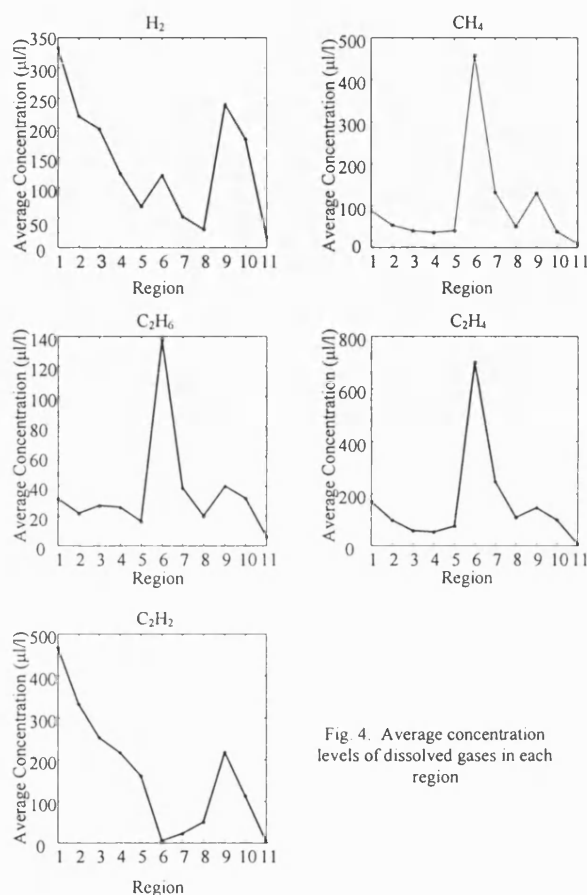 H₂
Average Concentration (µl/l)
350
300
250
200
150
100
50
0
1 2 3 4 5 6 7 8 9 10 11
Region
CH₄
Average Concentration (µl/l)
500
400
300
200
100
0
1 2 3 4 5 6 7 8 9 10 11
Region
C₂H₆
Average Concentration (µl/l)
140
120
100
80
60
40
20
0
1 2 3 4 5 6 7 8 9 10 11
Region
C₂H₄
Average Concentration (µl/l)
800
600
400
200
0
1 2 3 4 5 6 7 8 9 10 11
Region
C₂H₂
Average Concentration (µl/l)
500
400
300
200
100
0
1 2 3 4 5 6 7 8 9 10 11
Region
Fig. 4. Average concentration
levels of dissolved gases in each
region